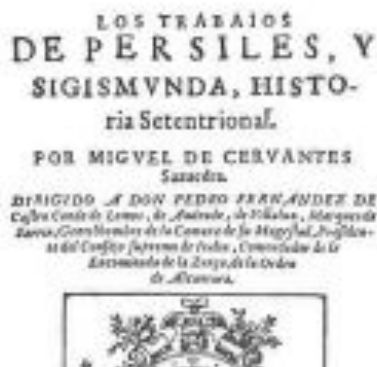 LOS TRABAIOS
DE PERSILES, Y
SIGISMVNDA, HISTO-
ria Setentrional.
POR MIGVEL DE CERVANTES
Saauedra.
DIRIGIDO A DON PEDRO FERNANDEZ DE
Castro Conde de Lemos, de Andrade, de Villalua, Marques de
Sarria, Gentilhombre de la Camara de su Magestad, Presiden-
te del Consejo supremo de Italia, Comendador de la
Encomienda de la Zarça, de la Orden
de Alcantara.